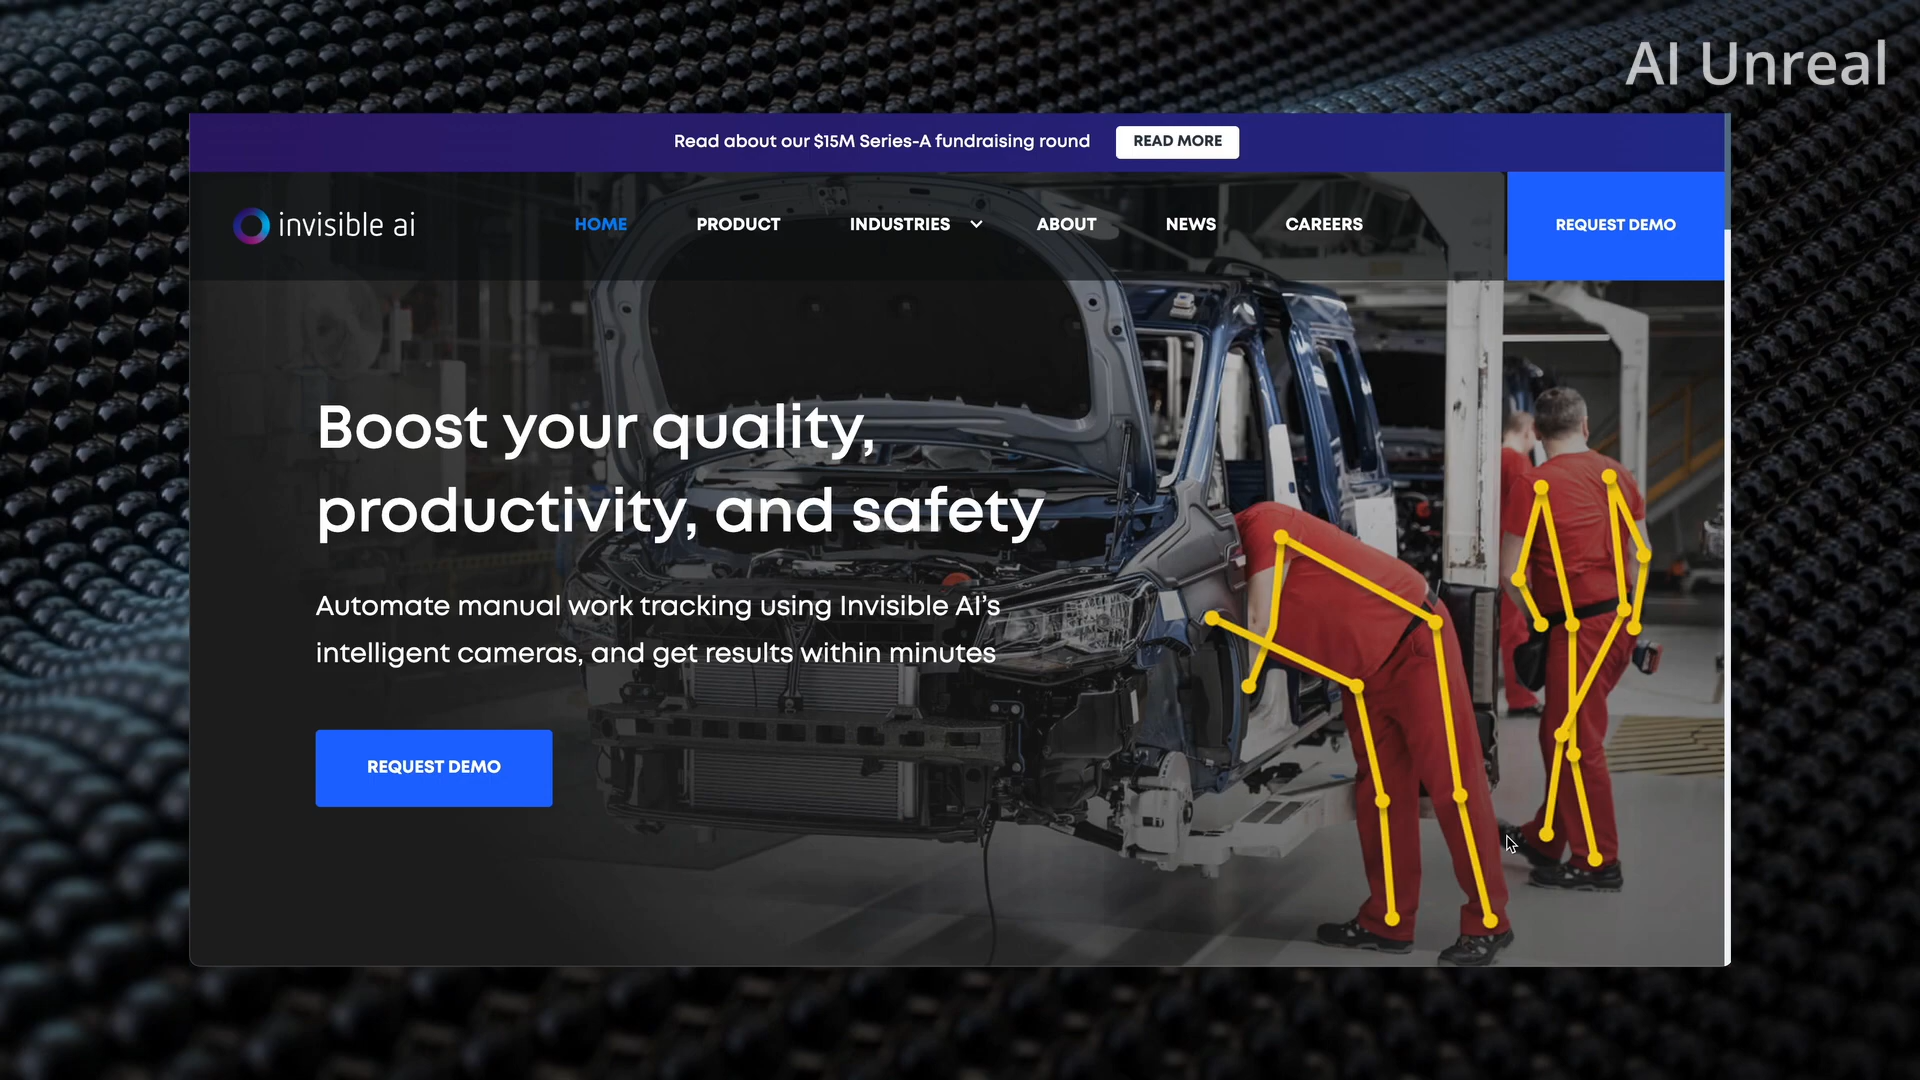 AI Unreal
Read about our $15M Series-A fundraising round READ MORE
invisible ai HOME PRODUCT INDUSTRIES ABOUT NEWS CAREERS REQUEST DEMO
Boost your quality,
productivity, and safety
Automate manual work tracking using Invisible AI’s
intelligent cameras, and get results within minutes
REQUEST DEMO